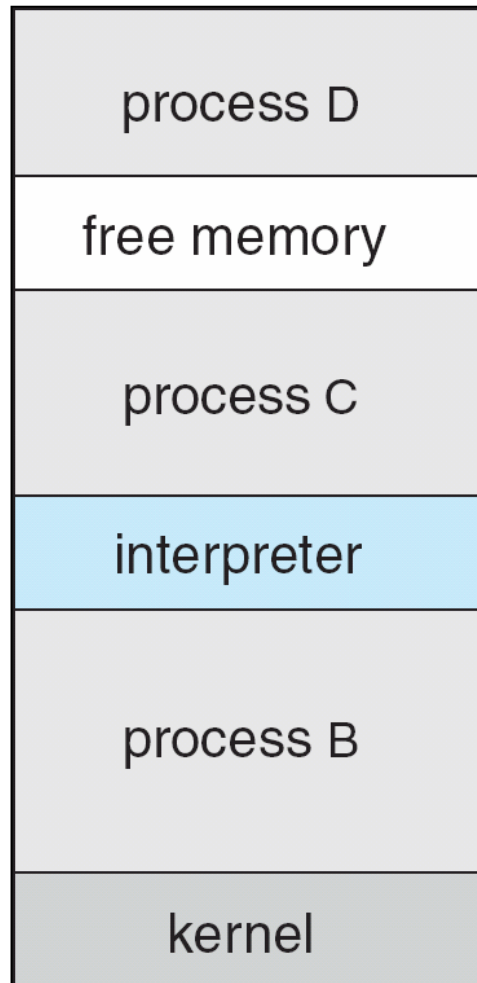 process D
free memory
process C
interpreter
process B
kernel